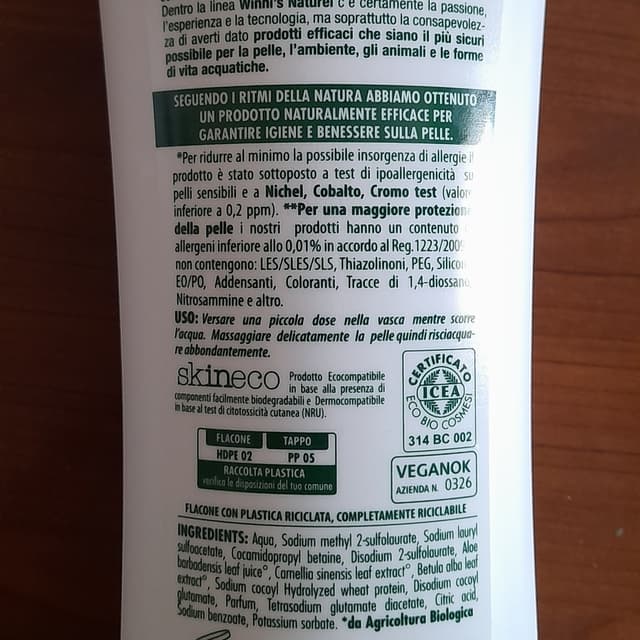 Dentro la linea Winni's Naturel c'è certamente la passione,
l'esperienza e la tecnologia, ma soprattutto la consapevolez-
za di averti dato prodotti efficaci che siano il più sicuri
possibile per la pelle, l'ambiente, gli animali e le forme
di vita acquatiche.
SEGUENDO I RITMI DELLA NATURA ABBIAMO OTTENUTO
UN PRODOTTO NATURALMENTE EFFICACE PER
GARANTIRE IGIENE E BENESSERE SULLA PELLE.
*Per ridurre al minimo la possibile insorgenza di allergie il
prodotto è stato sottoposto a test di ipoallergenicità su
pelli sensibili e a Nichel, Cobalto, Cromo test (valore
inferiore a 0,2 ppm). **Per una maggiore protezione
della pelle i nostri prodotti hanno un contenuto
allergeni inferiore allo 0,01% in accordo al Reg.1223/2009
non contengono: LES/SLES/SLS, Thiazolinoni, PEG, Silicon
EO/PO, Addensanti, Coloranti, Tracce di 1,4-diossano
Nitrosammine e altro.
USO: Versare una piccola dose nella vasca mentre scorre
l'acqua. Massaggiare delicatamente la pelle quindi risciacqua-
re abbondantemente.
skineco Prodotto Ecocompatibile
in base alla presenza di
componenti facilmente biodegradabili e Dermocompatibile
in base al test di citotossicità cutanea (NRU).
CERTIFICATO
ICEA
ECO BIO COSMESI
314 BC 002
FLACONE TAPPO
HDPE 02 PP 05
RACCOLTA PLASTICA
verifica le disposizioni del tuo comune
VEGANOK
AZIENDA N. 0326
FLACONE CON PLASTICA RICICLATA, COMPLETAMENTE RICICLABILE
INGREDIENTS: Aqua, Sodium methyl 2-sulfolaurate, Sodium lauryl
sulfoacetate, Cocamidopropyl betaine, Disodium 2-sulfolaurate, Aloe
barbadensis leaf juice°, Camellia sinensis leaf extract°, Betula alba leaf
extract°, Sodium cocoyl Hydrolyzed wheat protein, Disodium cocoyl
glutamate, Parfum, Tetrasodium glutamate diacetate, Citric acid,
Sodium benzoate, Potassium sorbate. °da Agricoltura Biologica